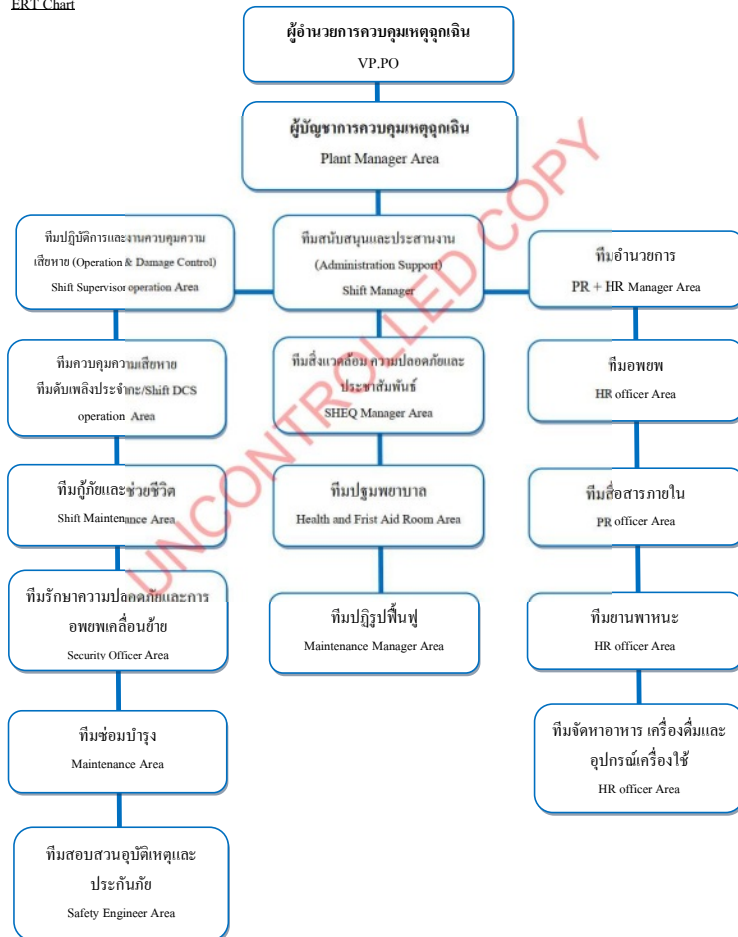 ERT Chart
ผู้อำนวยการควบคุมเหตุฉุกเฉิน
VP.PO
ผู้บัญชาการควบคุมเหตุฉุกเฉิน
Plant Manager Area
ทีมปฎิบัติการและงานควบคุมความ
เสียหาย (Operation & Damage Control)
Shift Supervisor operation Area
ทีมสนับสนุนและประสานงาน
(Administration Support)
Shift Manager
ทีมอำนวยการ
PR + HR Manager Area
ทีมควบคุมความเสียหาย
ทีมดับเพลิงประจำกะ/Shift DCS
operation Area
ทีมสิ่งแวดล้อม ความปลอดภัยและ
ประชาสัมพันธ์
SHEQ Manager Area
ทีมอพยพ
HR officer Area
ทีมกู้ภัยและช่วยชีวิต
Shift Maintenance Area
ทีมปฐมพยาบาล
Health and Frist Aid Room Area
ทีมสื่อสารภายใน
PR officer Area
ทีมรักษาความปลอดภัยและการ
อพยพเคลื่อนย้าย
Security Officer Area
ทีมปฏิรูปฟื้นฟู
Maintenance Manager Area
ทีมยานพาหนะ
HR officer Area
ทีมซ่อมบำรุง
Maintenance Area
ทีมจัดหาอาหาร เครื่องดื่มและ
อุปกรณ์เครื่องใช้
HR officer Area
ทีมสอบสวนอุบัติเหตุและ
ประกันภัย
Safety Engineer Area
UNCONTROLLED COPY